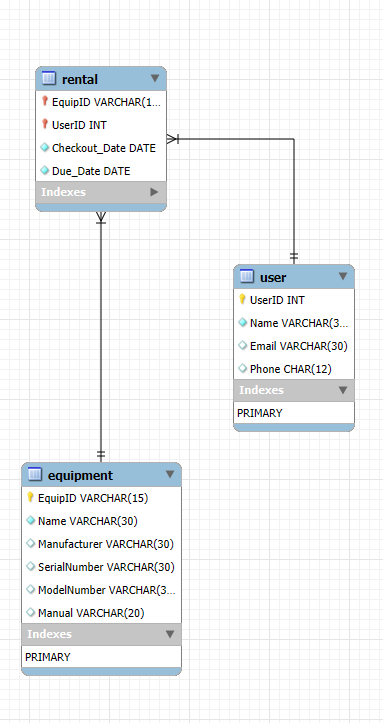 rental
EquipID VARCHAR(1...
UserID INT
Checkout_Date DATE
Due_Date DATE
Indexes
user
UserID INT
Name VARCHAR(3...
Email VARCHAR(30)
Phone CHAR(12)
Indexes
PRIMARY
equipment
EquipID VARCHAR(15)
Name VARCHAR(30)
Manufacturer VARCHAR(30)
SerialNumber VARCHAR(30)
ModelNumber VARCHAR(3...
Manual VARCHAR(20)
Indexes
PRIMARY